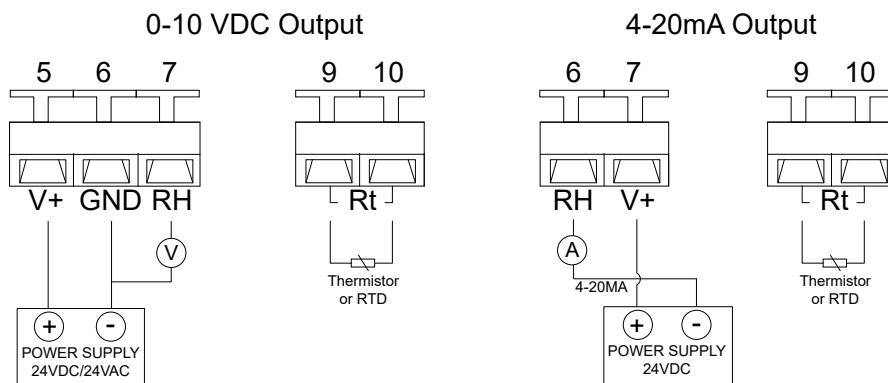 0-10 VDC Output
5 6 7
9 10
V+ GND RH
Rt
V
Thermistor
or RTD
+ -
POWER SUPPLY
24VDC/24VAC
4-20mA Output
6 7
9 10
RH V+
Rt
A
4-20MA
Thermistor
or RTD
+ -
POWER SUPPLY
24VDC